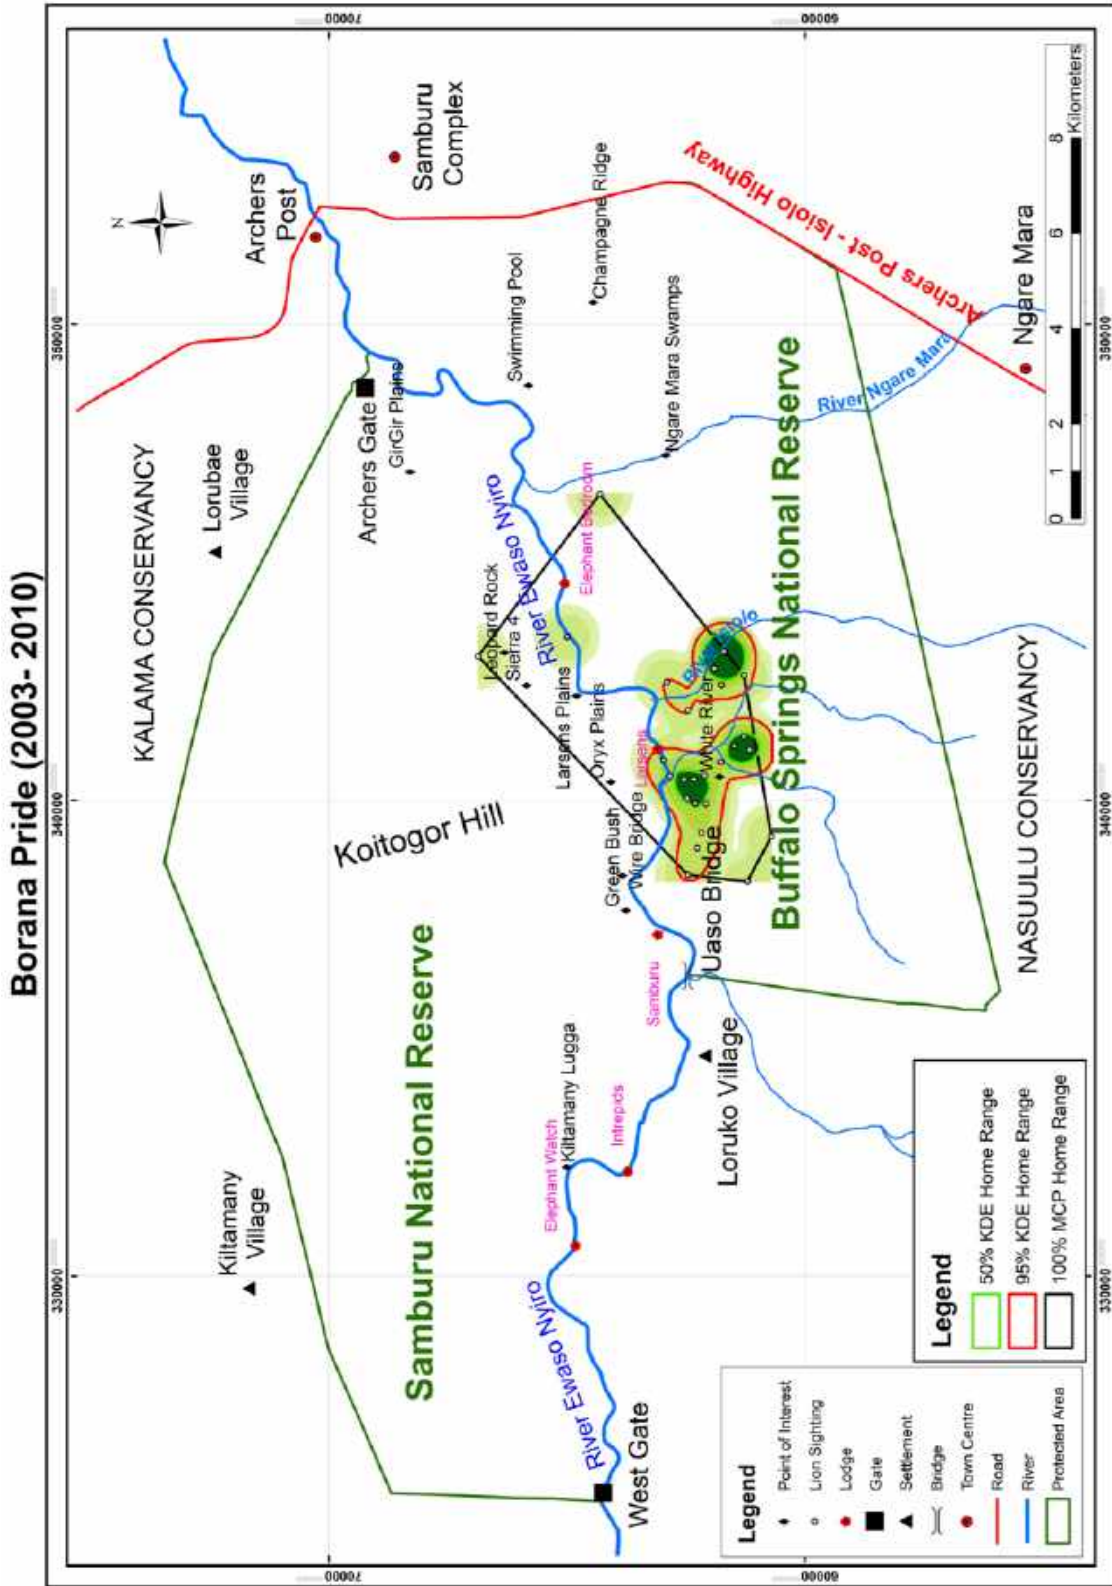 Borana Pride (2003- 2010)
330000
340000
350000
70000
70000
60000
60000
330000
340000
350000
N
KALAMA CONSERVANCY
Lorubae
Village
Kiltamany
Village
Archers
Post
Samburu
Complex
Archers Gate
GirGir Plains
Koitogor Hill
Samburu National Reserve
Swimming Pool
Champagne Ridge
Leopard Rock
Sierra 4
River Ewaso Nyiro
Elephant Bedroom
Larsons Plains
Oryx Plains
Larsens
Green Bush
Wire Bridge
White River
Ngare Mara Swamps
River Ngare Mara
Archers Post - Isiolo Highway
Ngare Mara
Elephant Watch
Kiltamany Lugga
Intrepids
Samburu
Uaso Bridge
Loruko Village
River Ewaso Nyiro
West Gate
Buffalo Springs National Reserve
NASUULU CONSERVANCY
Legend
Point of Interest
Lion Sighting
Lodge
Gate
Settlement
Bridge
Town Centre
Road
River
Protected Area
Legend
50% KDE Home Range
95% KDE Home Range
100% MCP Home Range
0 1 2 4 6 8
Kilometers